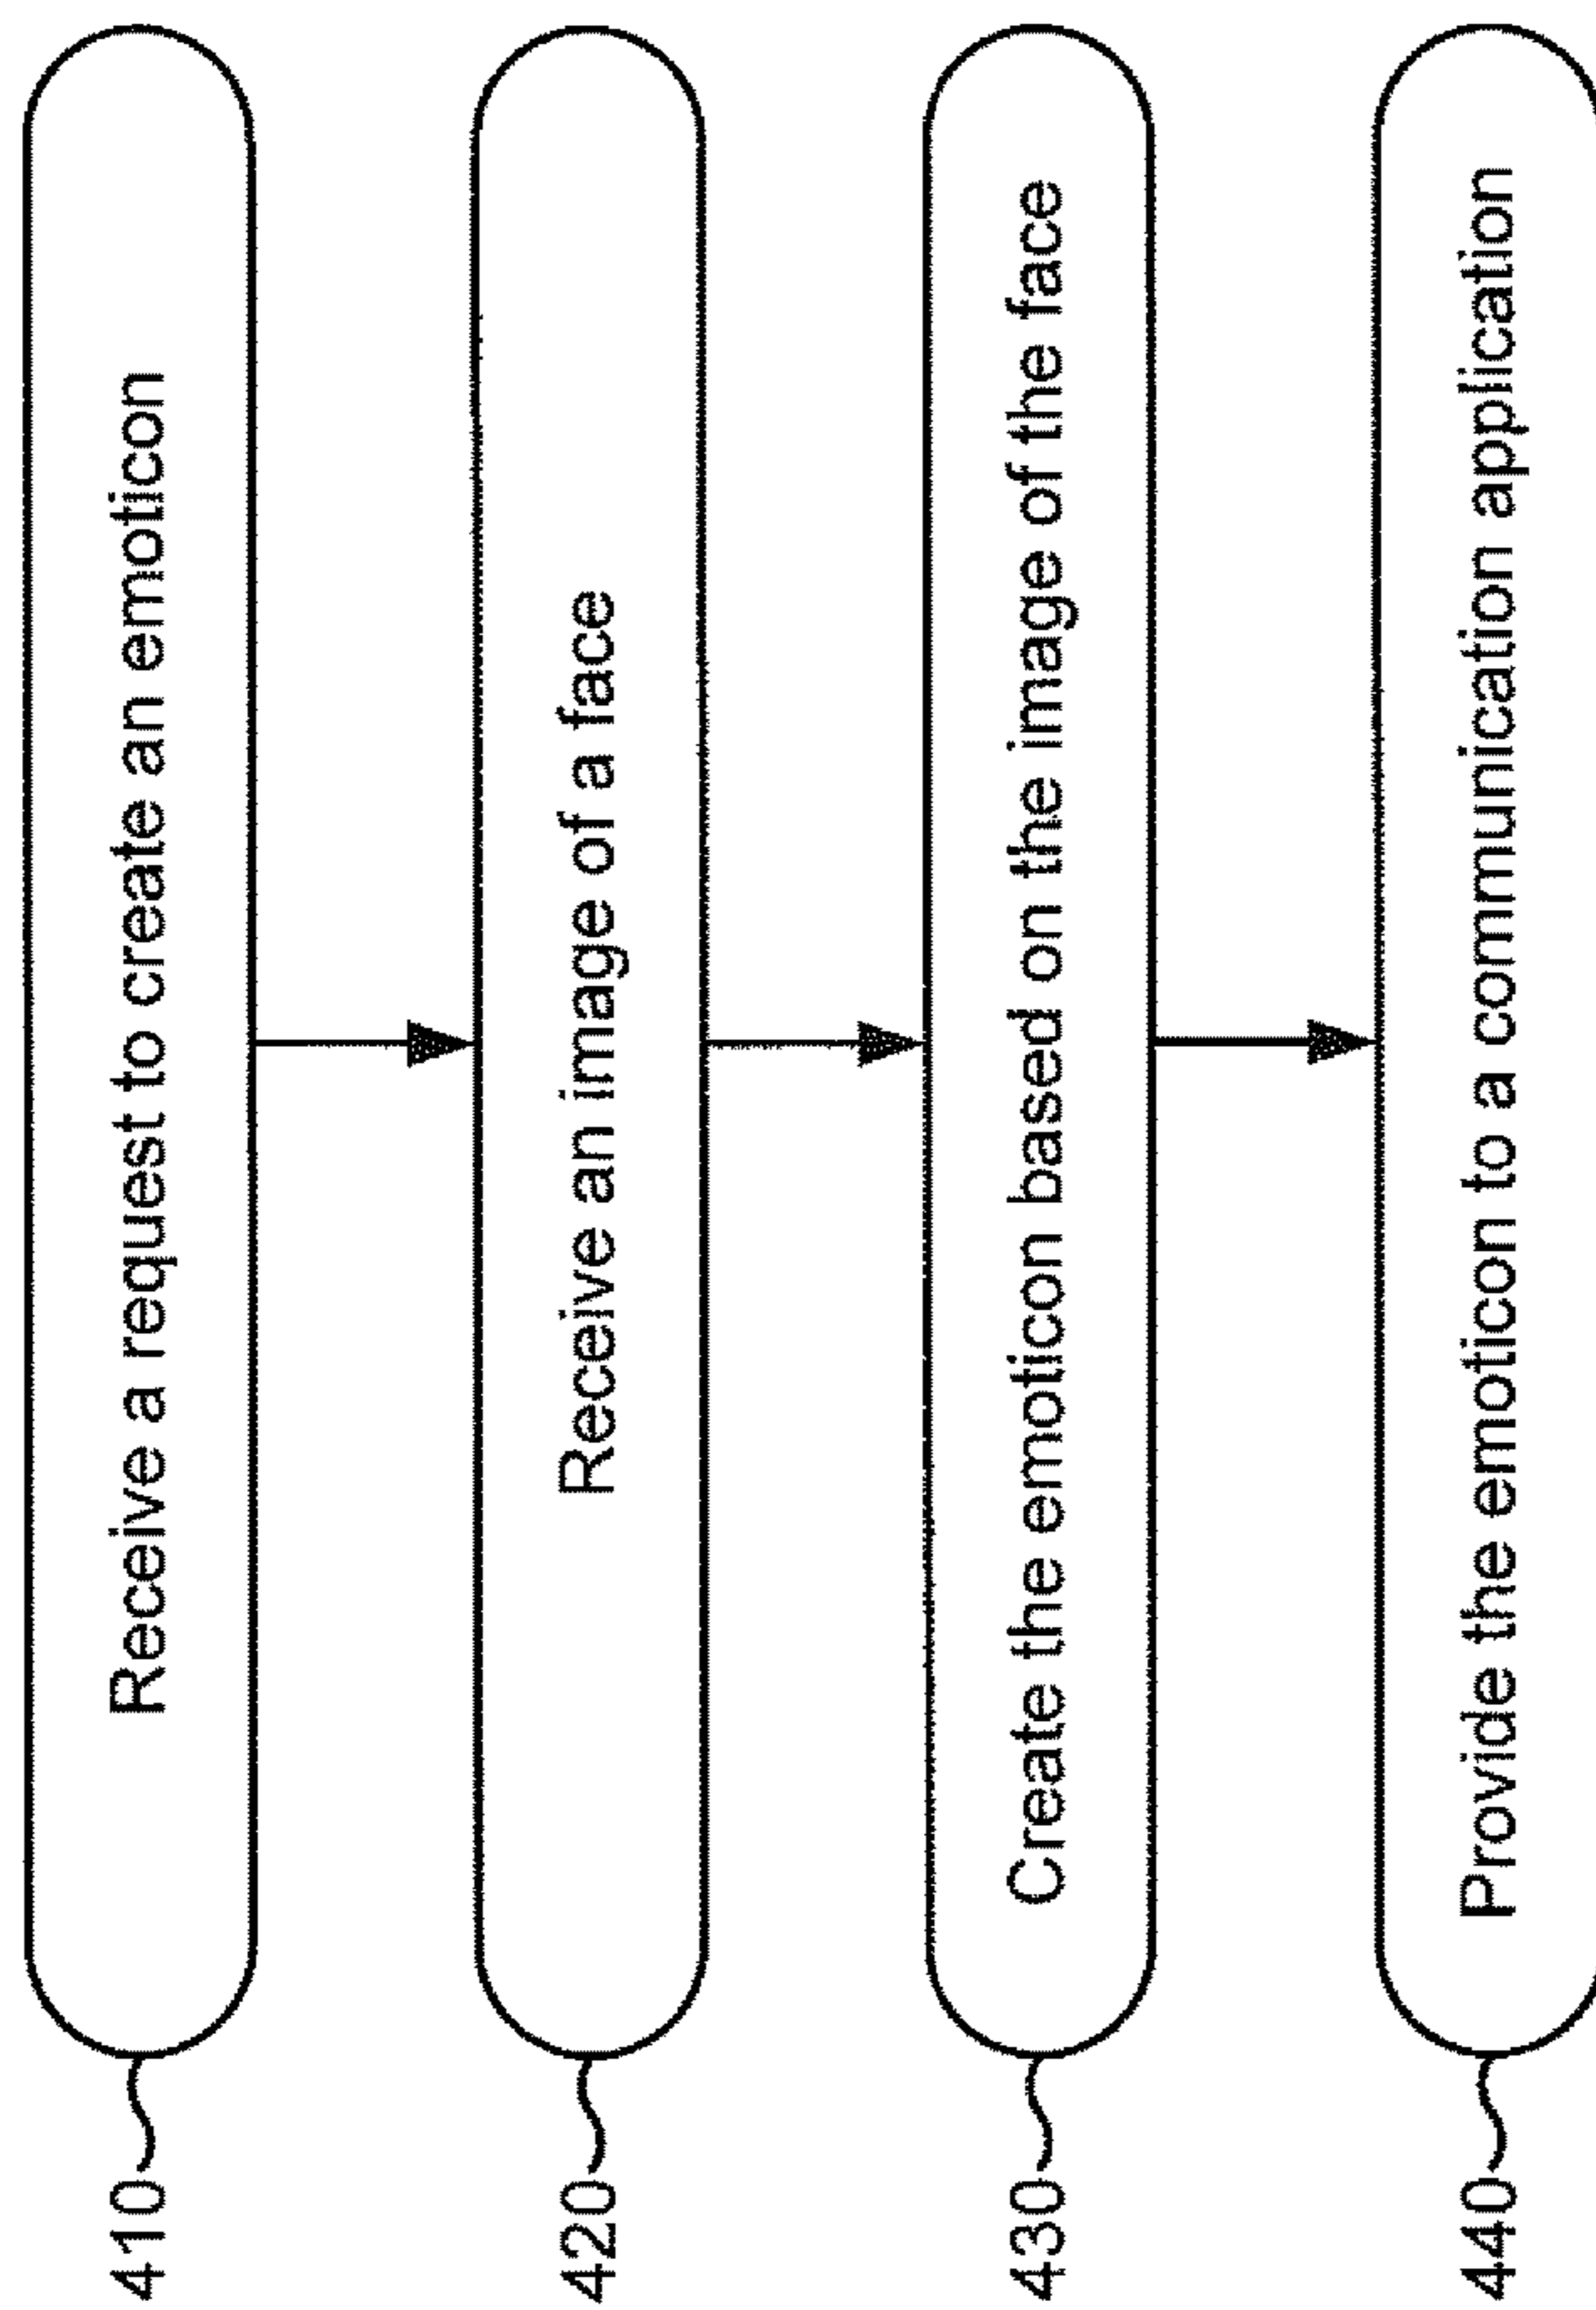 410
Receive a request to create an emoticon
420
Receive an image of a face
430
Create the emoticon based on the image of the face
440
Provide the emoticon to a communication application